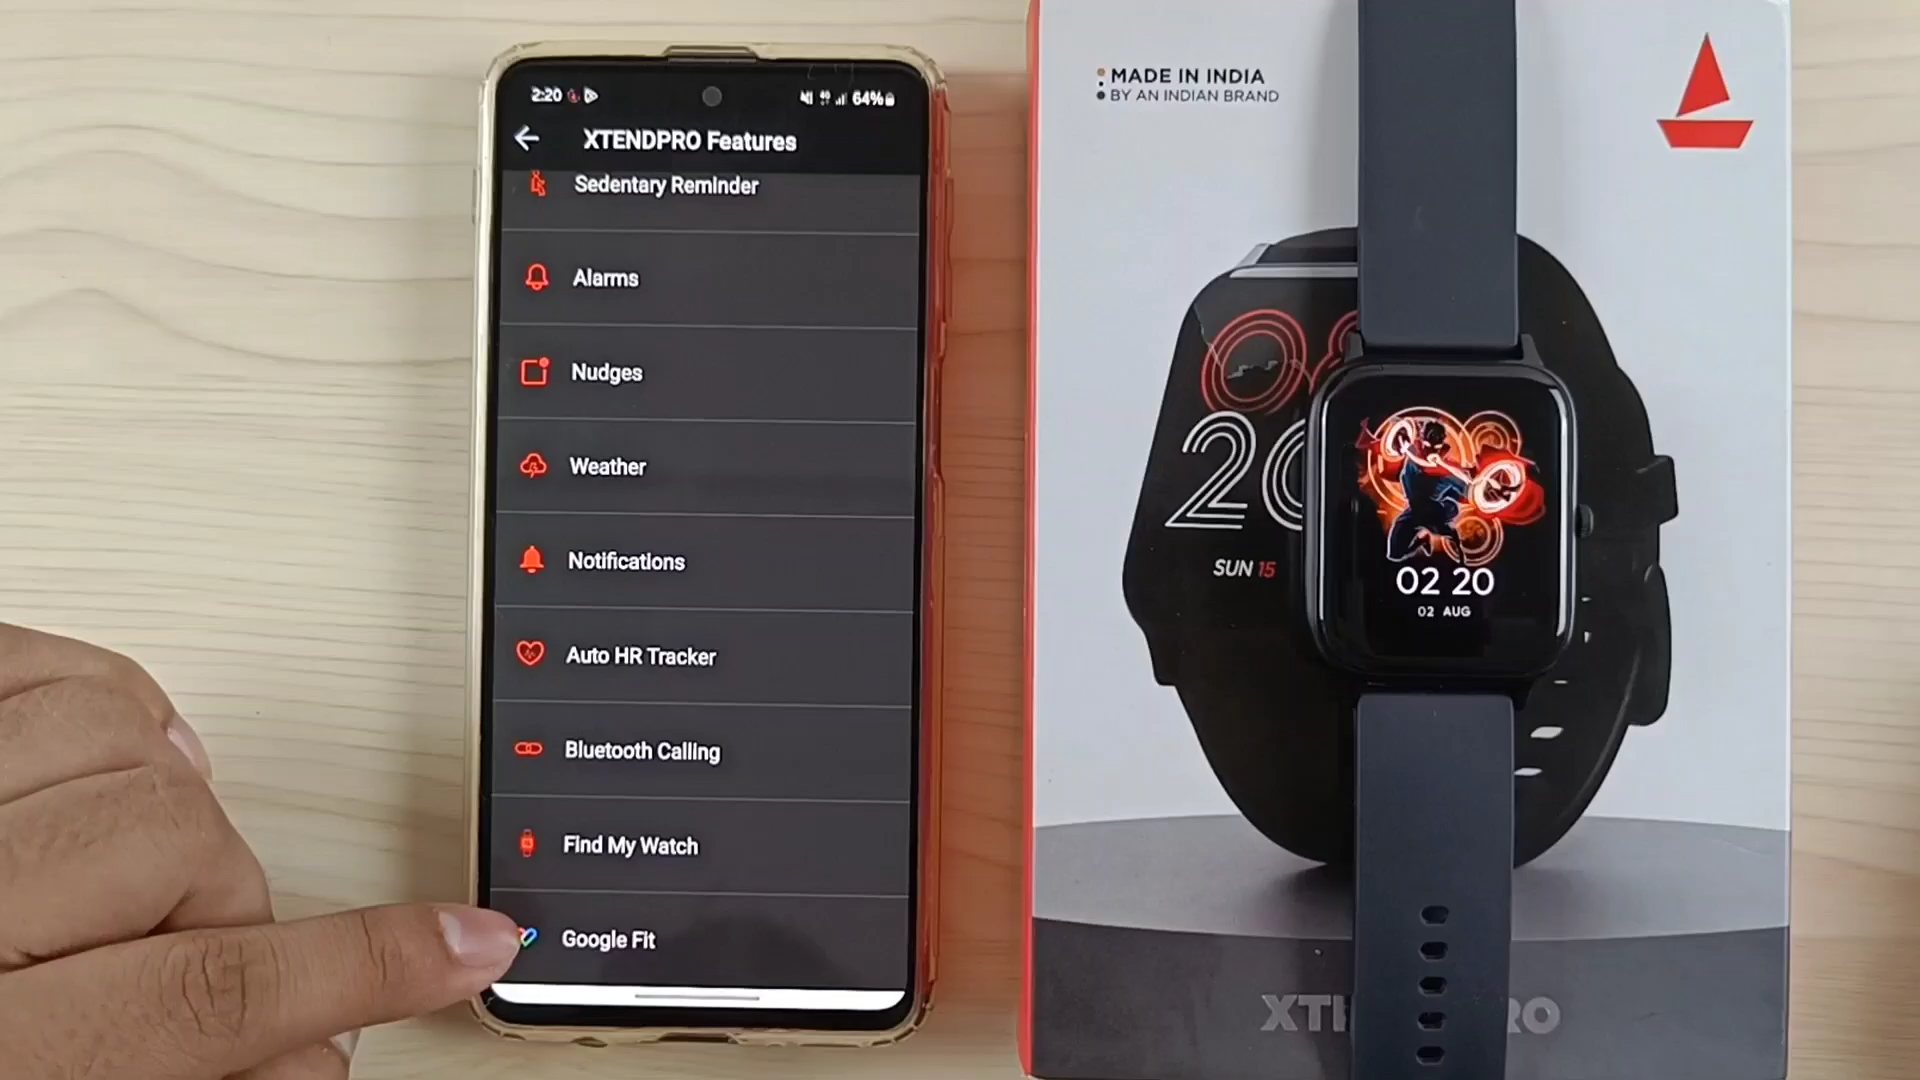 2:20
64%
XTENDPRO Features
Sedentary Reminder
Alarms
Nudges
Weather
Notifications
Auto HR Tracker
Bluetooth Calling
Find My Watch
Google Fit
MADE IN INDIA
BY AN INDIAN BRAND
20
SUN 15
02 20
02 AUG